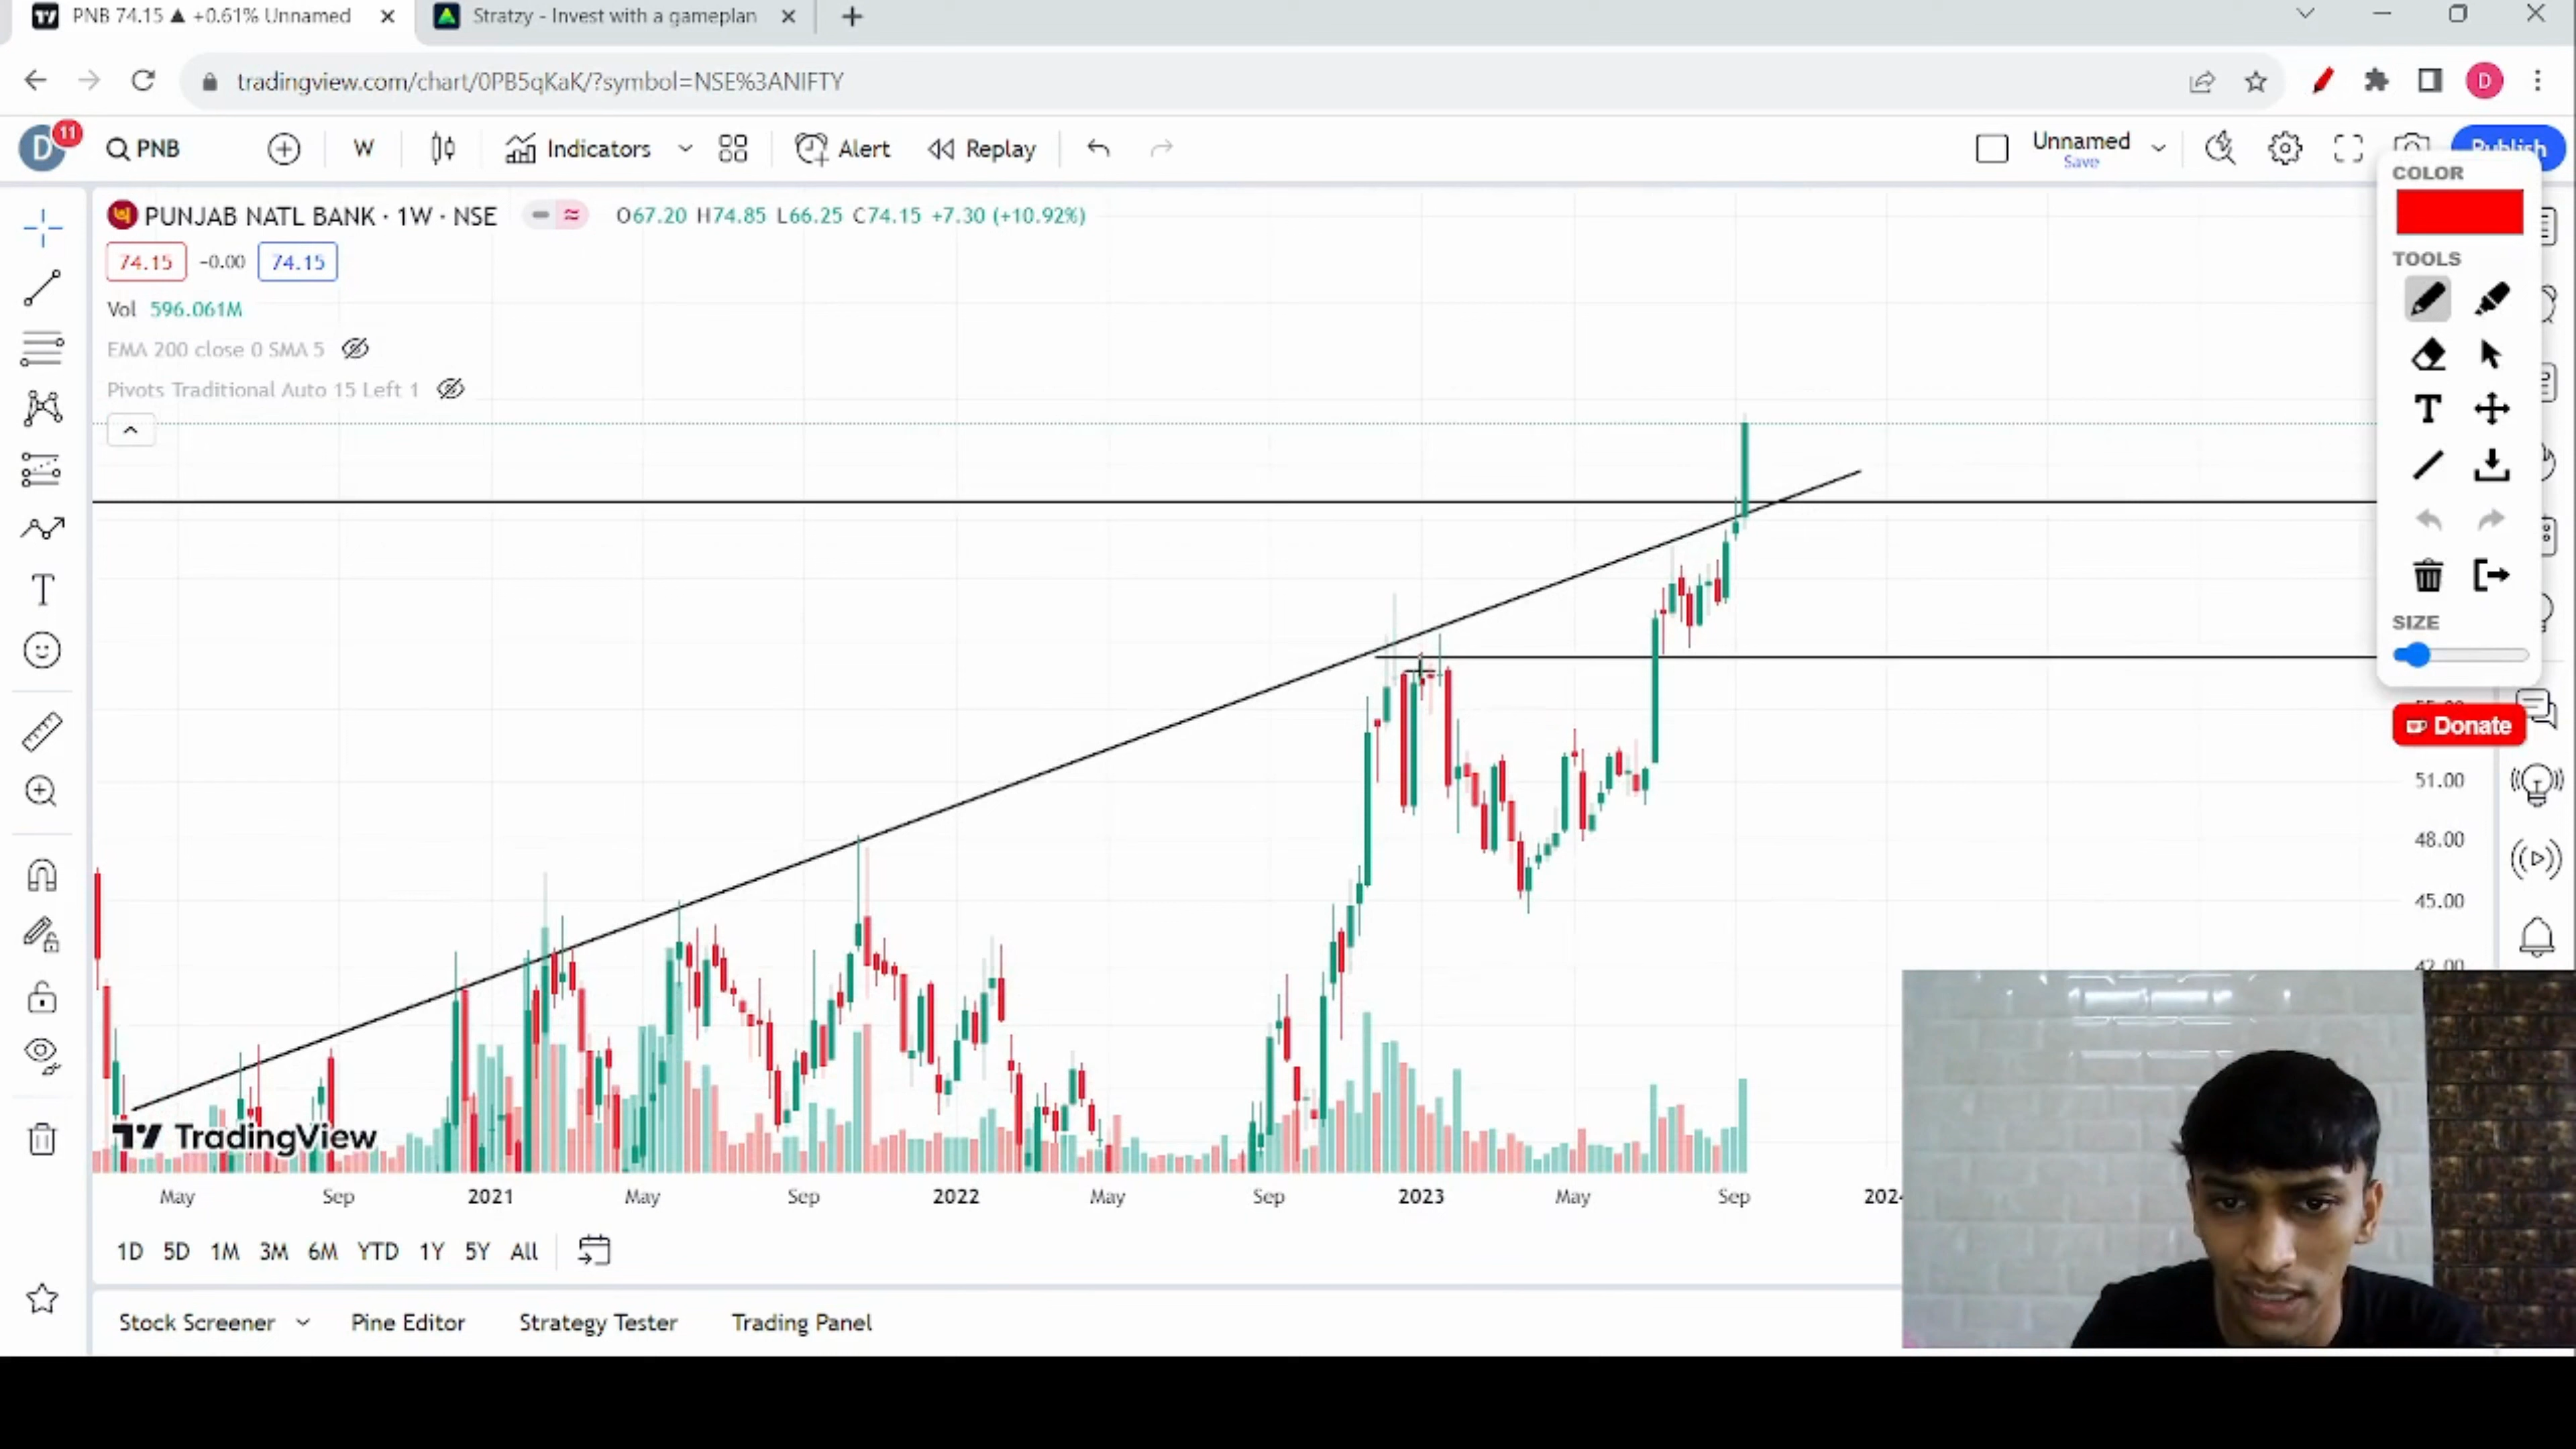 PNB 74.15 ▲ +0.61% Unnamed
Stratzy - Invest with a gameplan
tradingview.com/chart/0PB5qKaK/?symbol=NSE%3ANIFTY
D
D 11 PNB W Indicators Alert Replay Unnamed
Save
Publish
COLOR
TOOLS
T
SIZE
Donate
PUNJAB NATL BANK · 1W · NSE O67.20 H74.85 L66.25 C74.15 +7.30 (+10.92%)
74.15 −0.00 74.15
Vol 596.061M
EMA 200 close 0 SMA 5
Pivots Traditional Auto 15 Left 1
51.00
48.00
45.00
42.00
TradingView
May Sep 2021 May Sep 2022 May Sep 2023 May Sep
1D 5D 1M 3M 6M YTD 1Y 5Y All
Stock Screener Pine Editor Strategy Tester Trading Panel